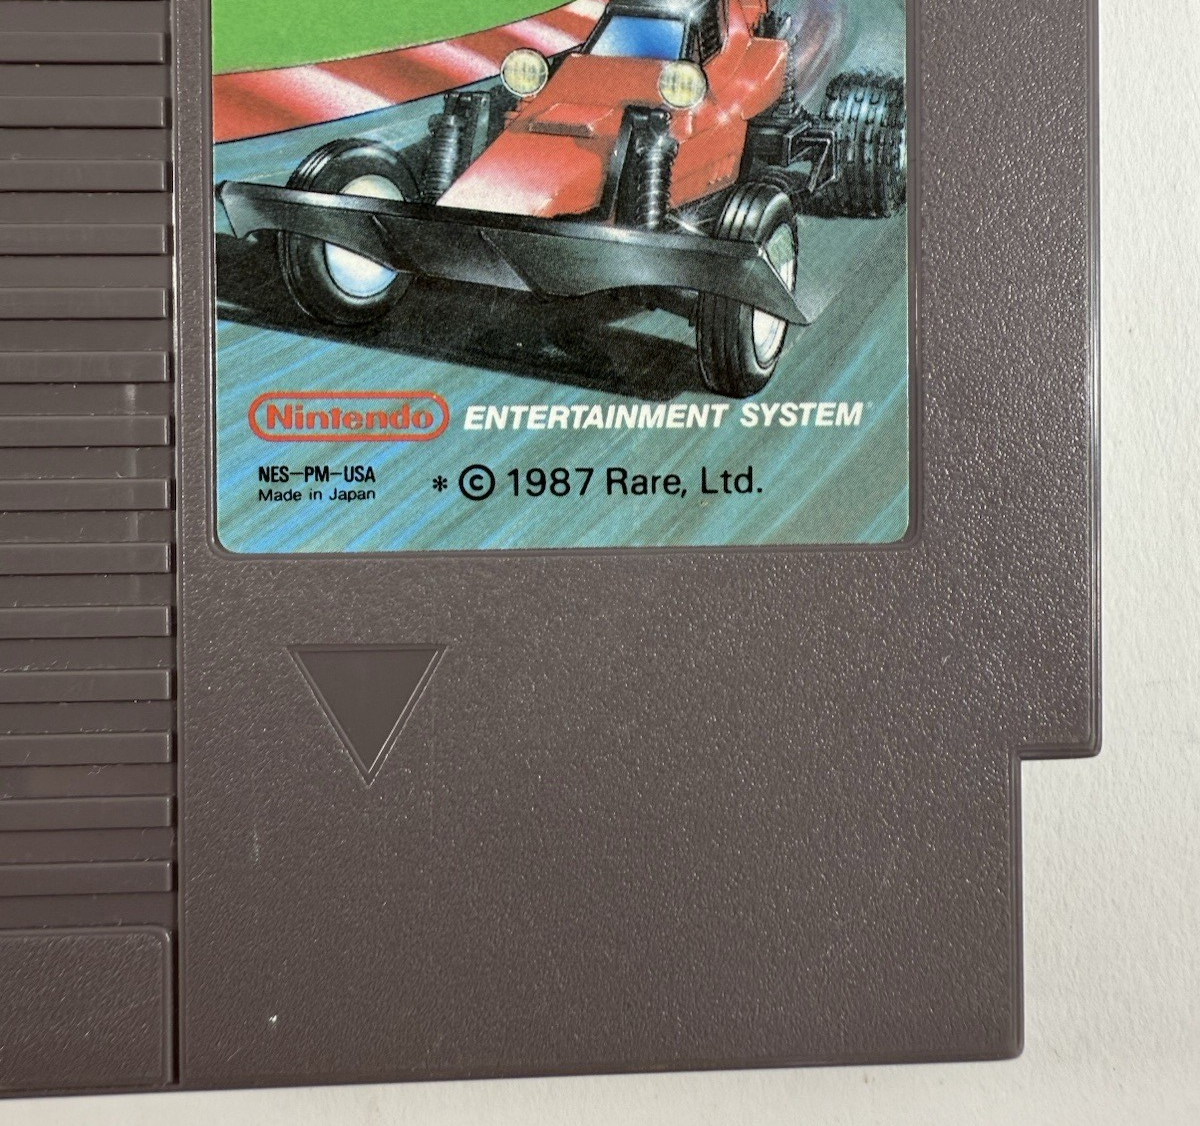 Nintendo ENTERTAINMENT SYSTEM
NES-PM-USA
Made in Japan
* © 1987 Rare, Ltd.